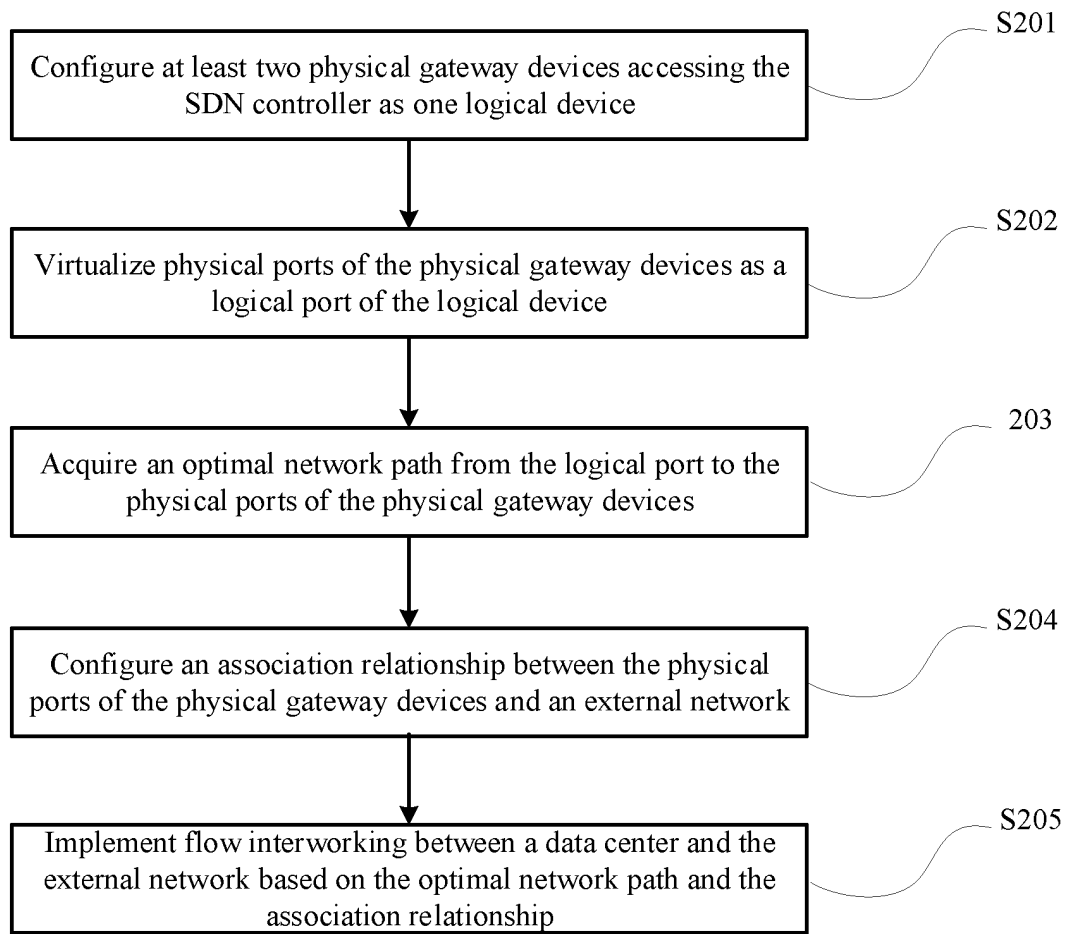 S201
Configure at least two physical gateway devices accessing the
SDN controller as one logical device
S202
Virtualize physical ports of the physical gateway devices as a
logical port of the logical device
203
Acquire an optimal network path from the logical port to the
physical ports of the physical gateway devices
S204
Configure an association relationship between the physical
ports of the physical gateway devices and an external network
S205
Implement flow interworking between a data center and the
external network based on the optimal network path and the
association relationship